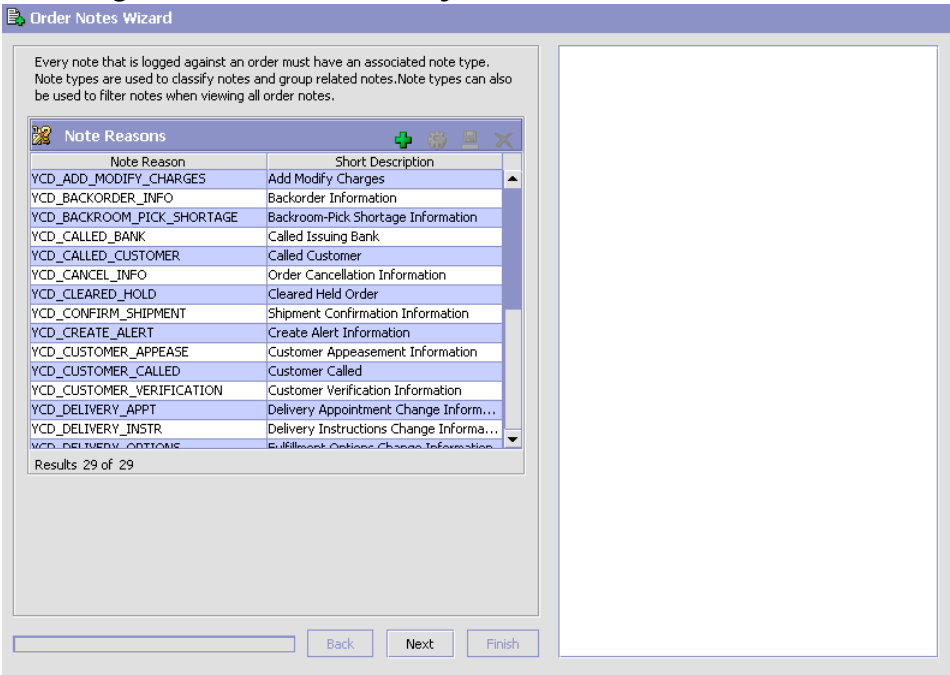 Order Notes Wizard
Every note that is logged against an order must have an associated note type.
Note types are used to classify notes and group related notes.Note types can also
be used to filter notes when viewing all order notes.
Note Reasons
Note Reason Short Description
YCD_ADD_MODIFY_CHARGES Add Modify Charges
YCD_BACKORDER_INFO Backorder Information
YCD_BACKROOM_PICK_SHORTAGE Backroom-Pick Shortage Information
YCD_CALLED_BANK Called Issuing Bank
YCD_CALLED_CUSTOMER Called Customer
YCD_CANCEL_INFO Order Cancellation Information
YCD_CLEARED_HOLD Cleared Held Order
YCD_CONFIRM_SHIPMENT Shipment Confirmation Information
YCD_CREATE_ALERT Create Alert Information
YCD_CUSTOMER_APPEASE Customer Appeasement Information
YCD_CUSTOMER_CALLED Customer Called
YCD_CUSTOMER_VERIFICATION Customer Verification Information
YCD_DELIVERY_APPT Delivery Appointment Change Inform...
YCD_DELIVERY_INSTR Delivery Instructions Change Informa...
YCD_DELIVERY_OPTIONS Fulfillment Options Change Information
Results 29 of 29
Back Next Finish